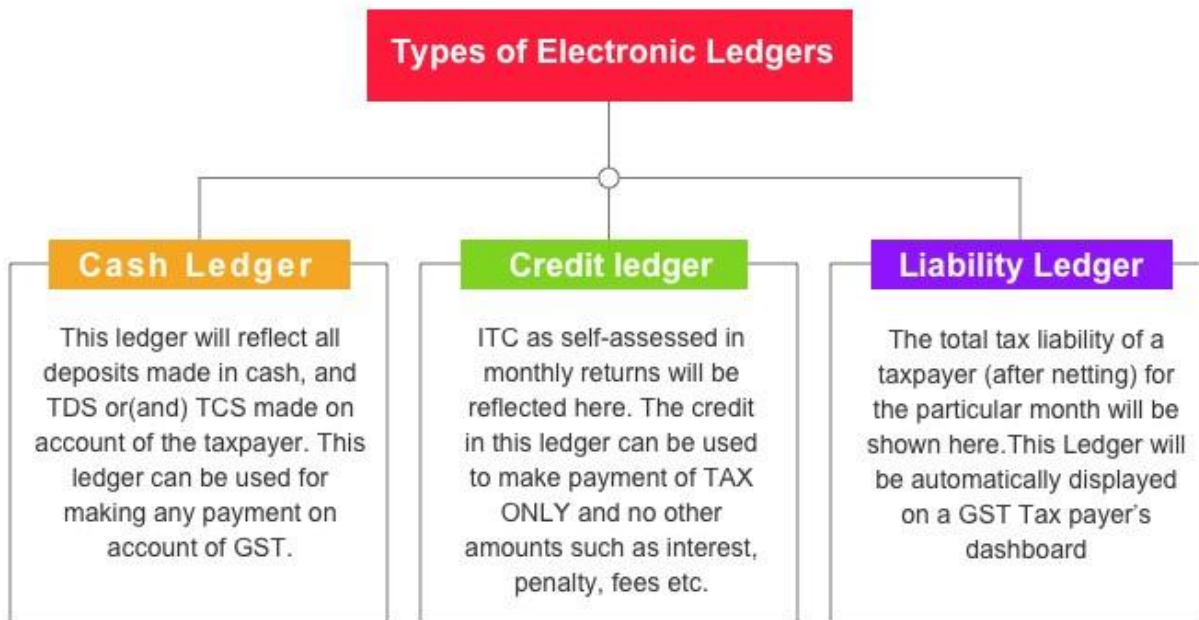 Types of Electronic Ledgers
Cash Ledger
This ledger will reflect all
deposits made in cash, and
TDS or(and) TCS made on
account of the taxpayer. This
ledger can be used for
making any payment on
account of GST.
Credit ledger
ITC as self-assessed in
monthly returns will be
reflected here. The credit
in this ledger can be used
to make payment of TAX
ONLY and no other
amounts such as interest,
penalty, fees etc.
Liability Ledger
The total tax liability of a
taxpayer (after netting) for
the particular month will be
shown here.This Ledger will
be automatically displayed
on a GST Tax payer's
dashboard